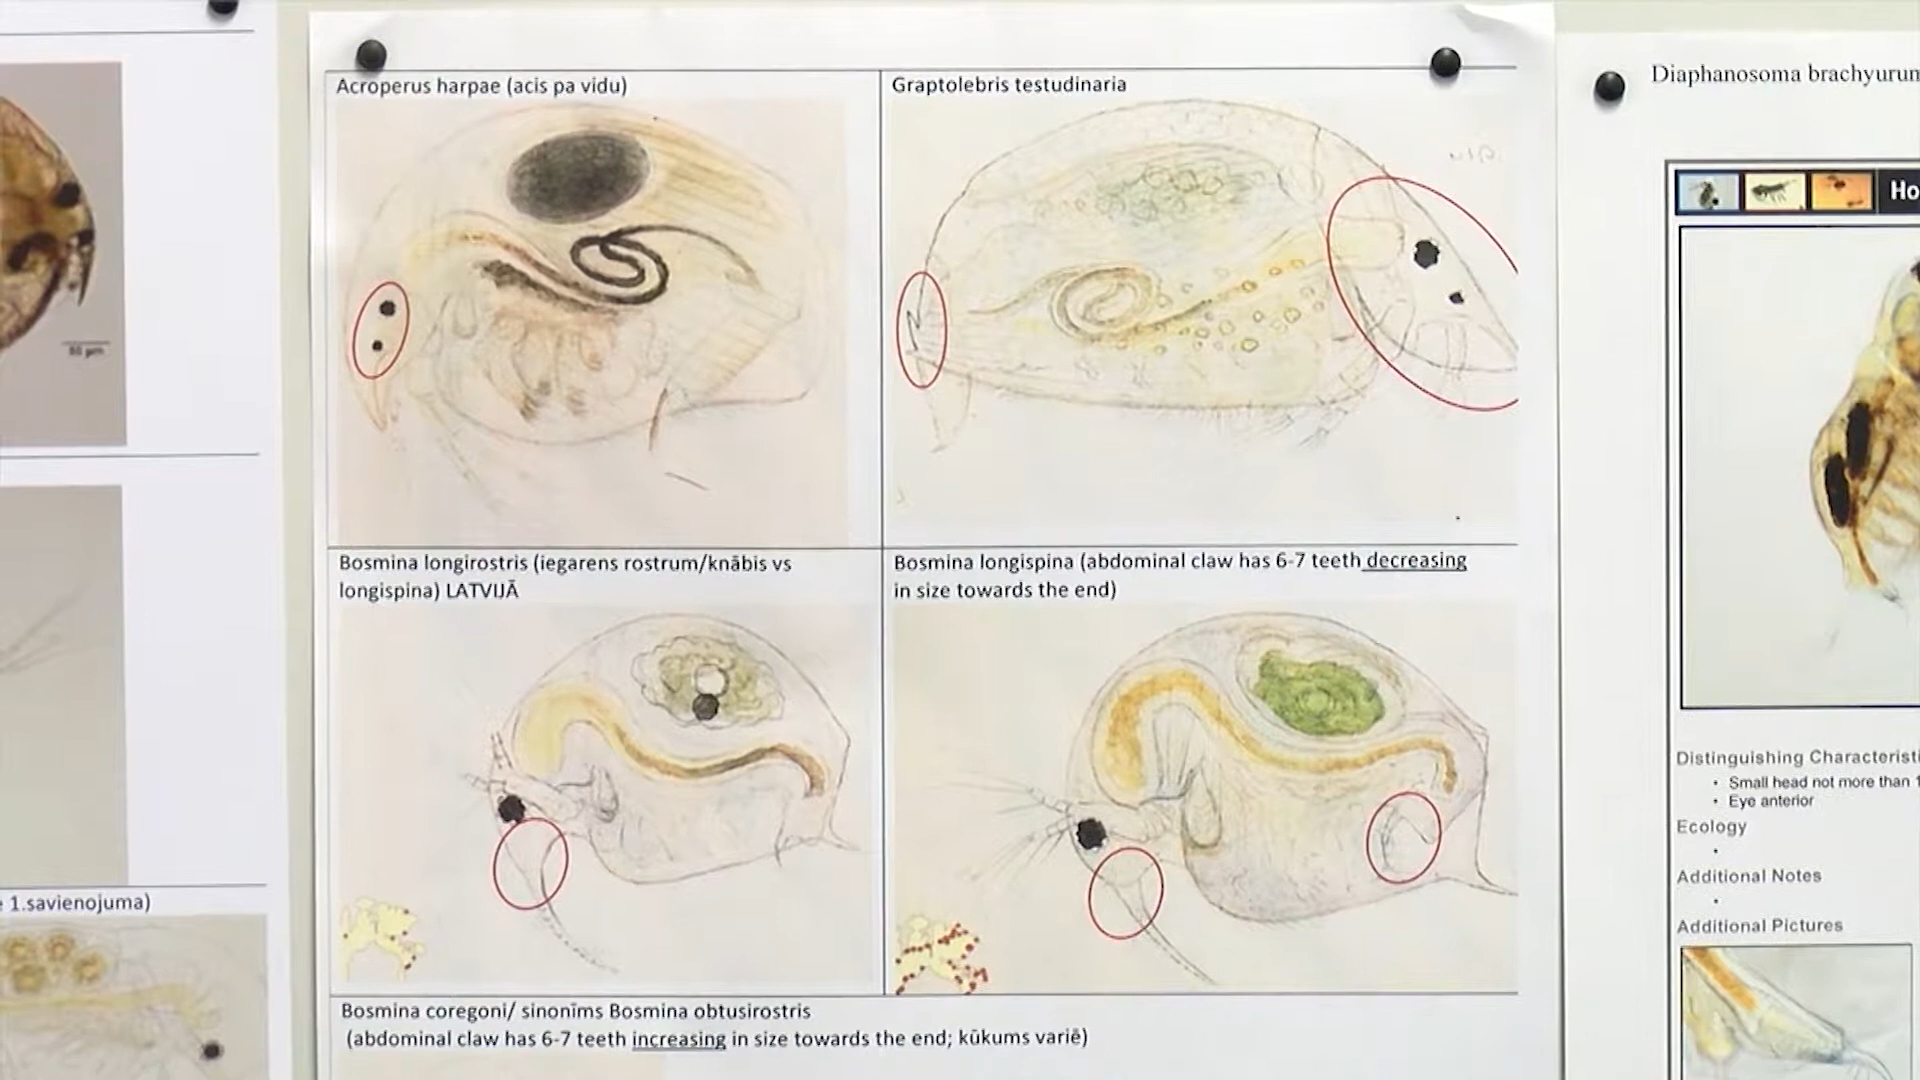 Acroperus harpae (acis pa vidu)
Graptolebris testudinaria
Bosmina longirostris (iegarens rostrum/knābis vs
longispina) LATVIJĀ
Bosmina longispina (abdominal claw has 6-7 teeth decreasing
in size towards the end)
Bosmina coregoni/ sinonīms Bosmina obtusirostris
(abdominal claw has 6-7 teeth increasing in size towards the end; kūkums variē)
1.savienojuma)
Diaphanosoma brachyurum
Ho
Distinguishing Characteristi
• Small head not more than 1
• Eye anterior
Ecology
•
Additional Notes
•
Additional Pictures